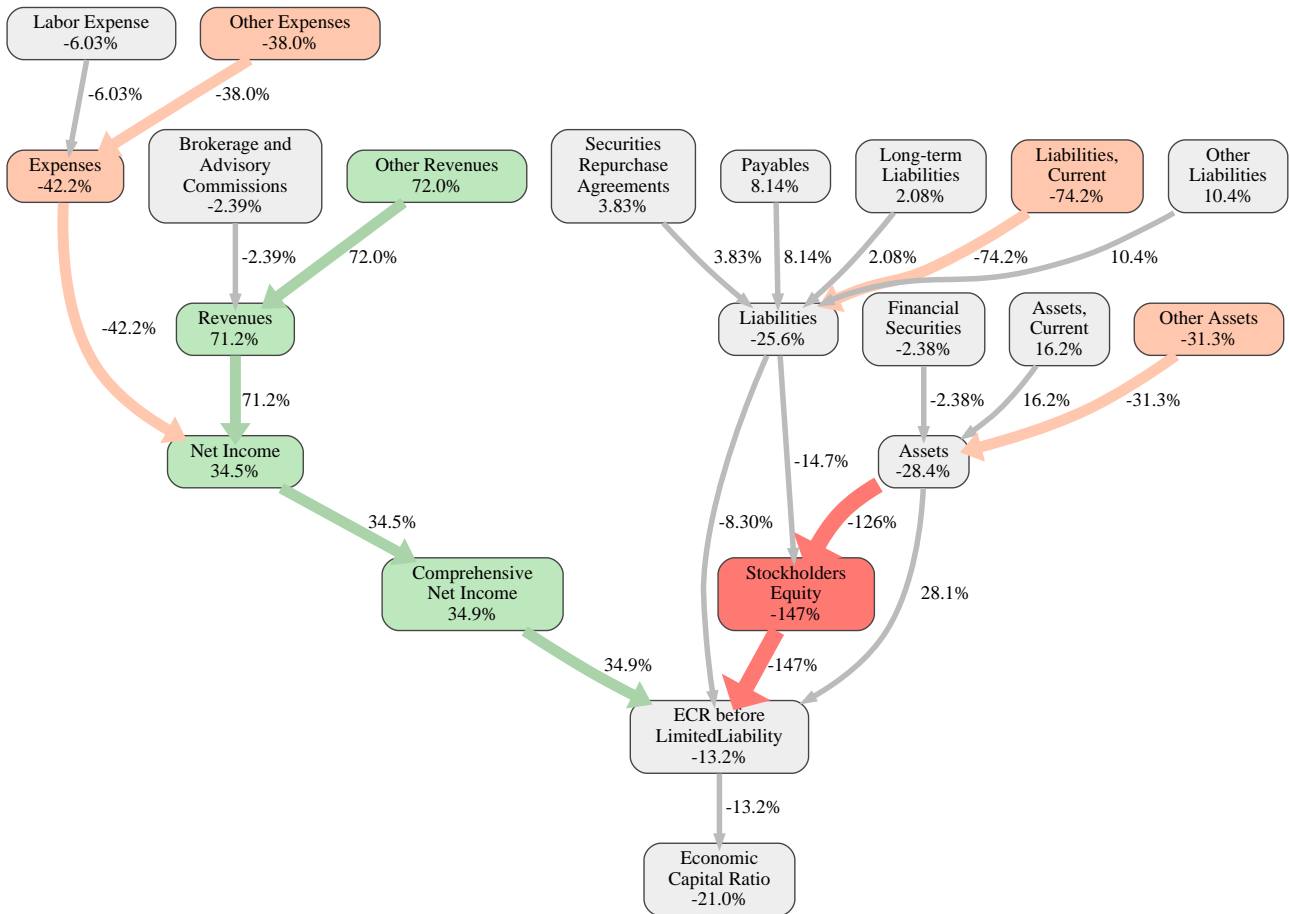 Labor Expense
-6.03%
Other Expenses
-38.0%
-6.03%
-38.0%
Expenses
-42.2%
Brokerage and
Advisory
Commissions
-2.39%
Other Revenues
72.0%
Securities
Repurchase
Agreements
3.83%
Payables
8.14%
Long-term
Liabilities
2.08%
Liabilities,
Current
-74.2%
Other
Liabilities
10.4%
-2.39%
72.0%
3.83%
8.14%
2.08%
-74.2%
10.4%
-42.2%
Revenues
71.2%
Liabilities
-25.6%
Financial
Securities
-2.38%
Assets,
Current
16.2%
Other Assets
-31.3%
71.2%
-2.38%
16.2%
-31.3%
Net Income
34.5%
-14.7%
Assets
-28.4%
34.5%
-8.30%
-126%
Comprehensive
Net Income
34.9%
Stockholders
Equity
-147%
28.1%
34.9%
-147%
ECR before
LimitedLiability
-13.2%
-13.2%
Economic
Capital Ratio
-21.0%